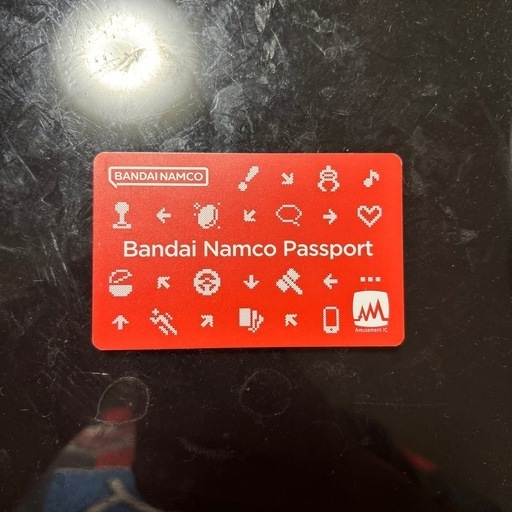 BANDAI NAMCO
Bandai Namco Passport
Amusement IC